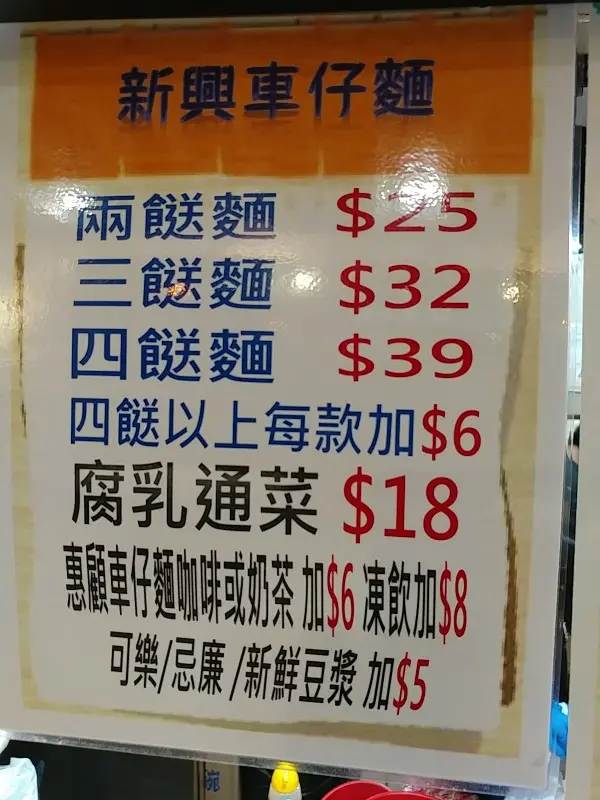 新興車仔麵
兩餸麵 $25
三餸麵 $32
四餸麵 $39
四餸以上每款加$6
腐乳通菜 $18
惠顧車仔麵咖啡或奶茶 加$6 凍飲加$8
可樂/忌廉/新鮮豆漿 加$5